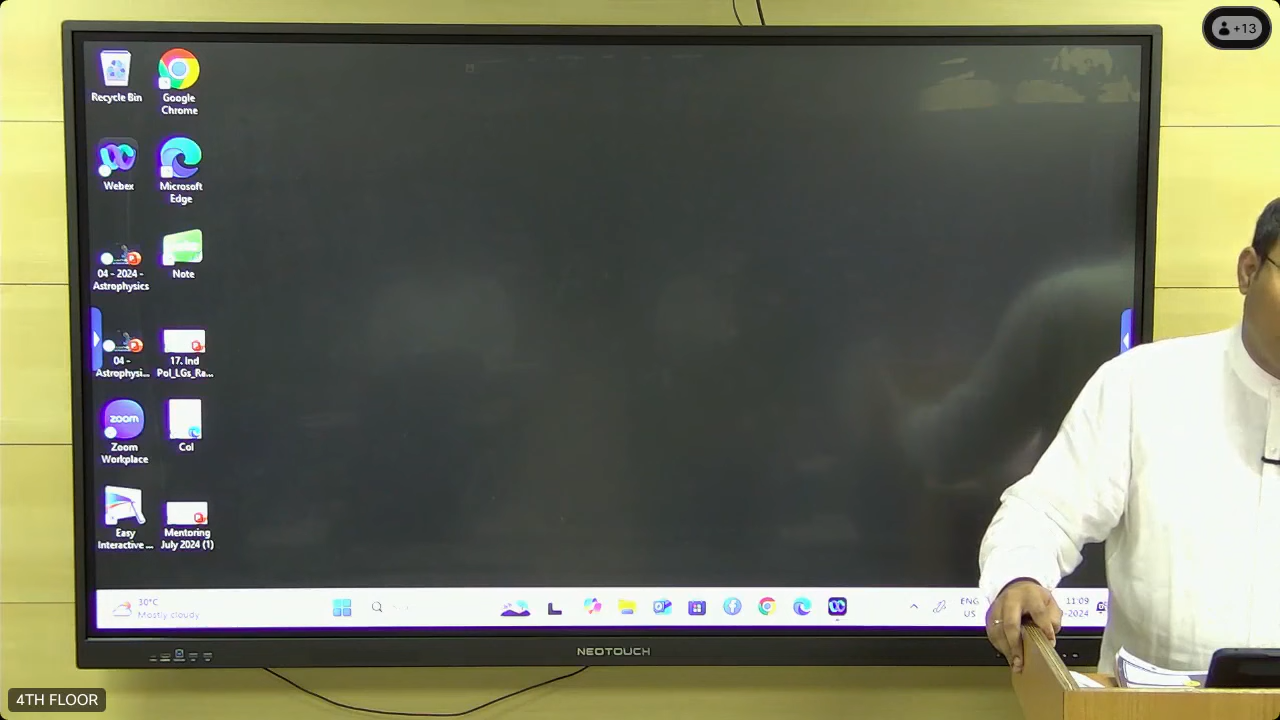 +13
Recycle Bin
Google
Chrome
Webex
Microsoft
Edge
04 - 2024 -
Astrophysics
Note
04 -
Astrophysi...
17. Ind
Pol_LGs_Ra...
zoom
Zoom
Workplace
Col
Easy
Interactive ...
Mentoring
July 2024 (1)
30°C
Mostly cloudy
ENG
US
11:09
-2024
NEOTOUCH
4TH FLOOR